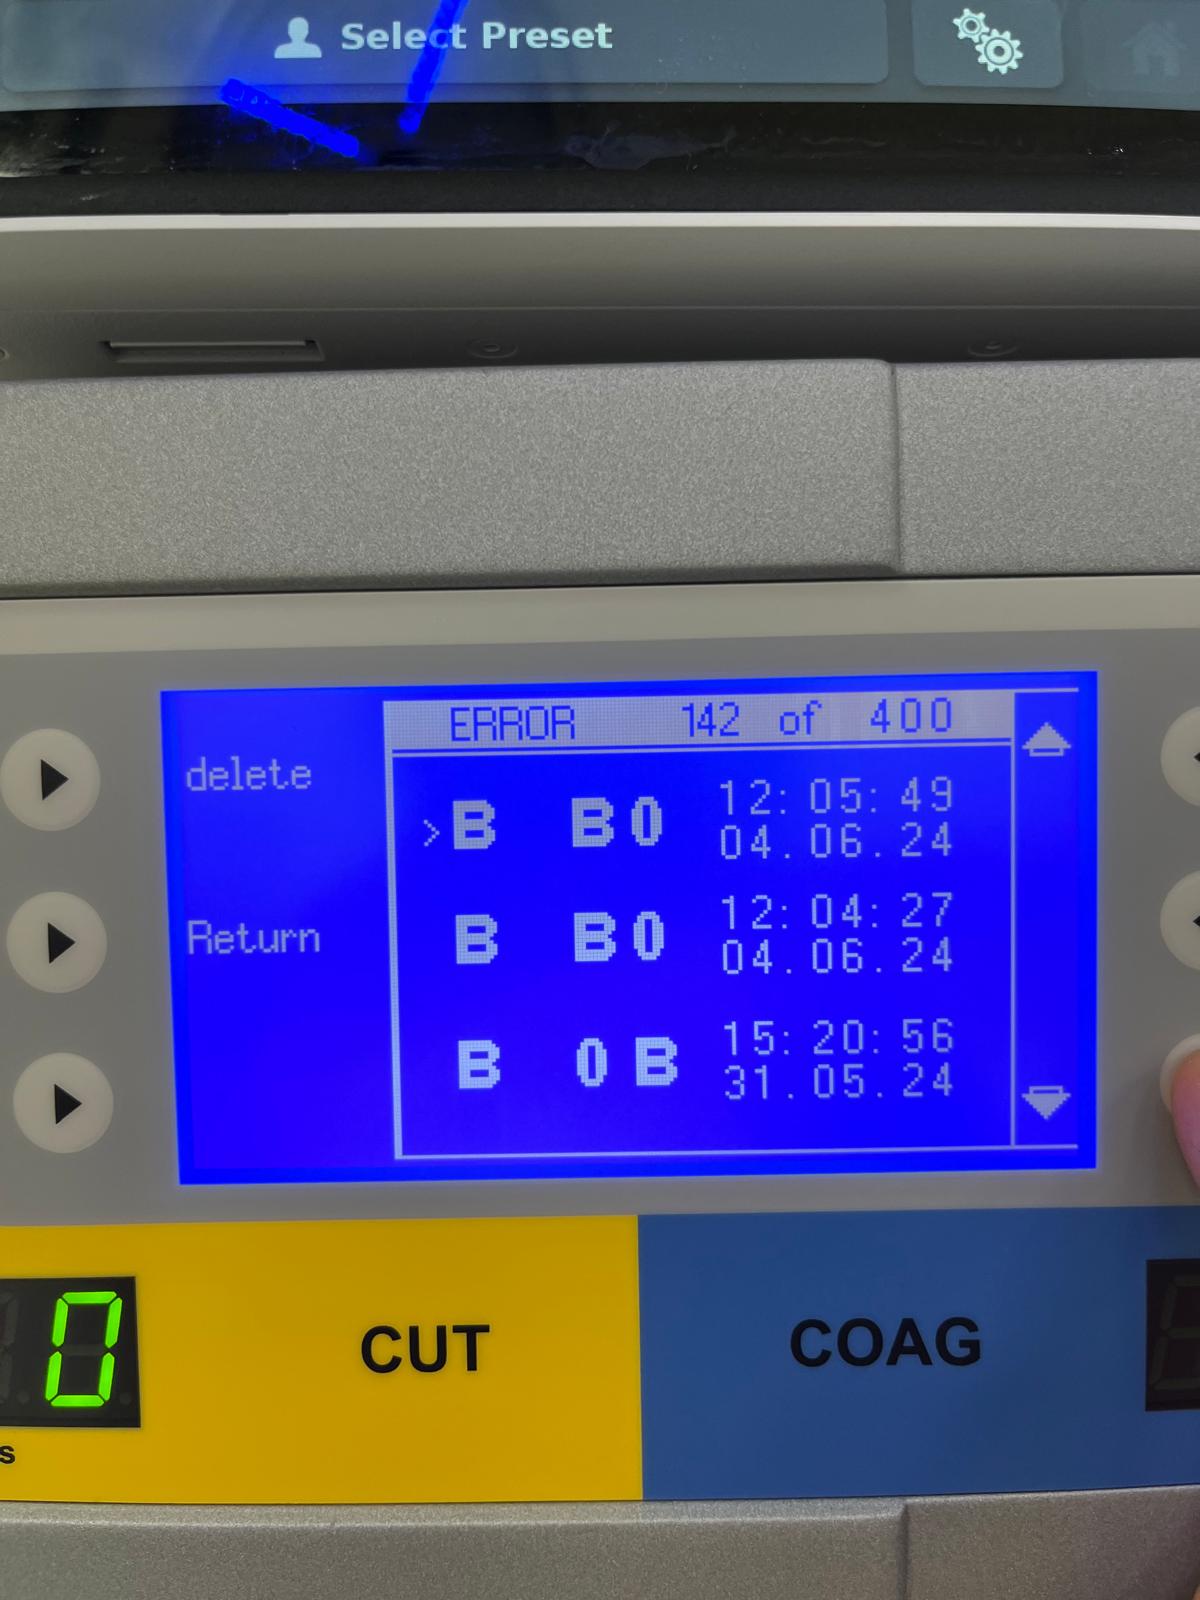 Select Preset
delete
Return
ERROR 142 of 400
>B B0 12:05:49
04.06.24
B B0 12:04:27
04.06.24
B 0B 15:20:56
31.05.24
0
CUT
COAG
s